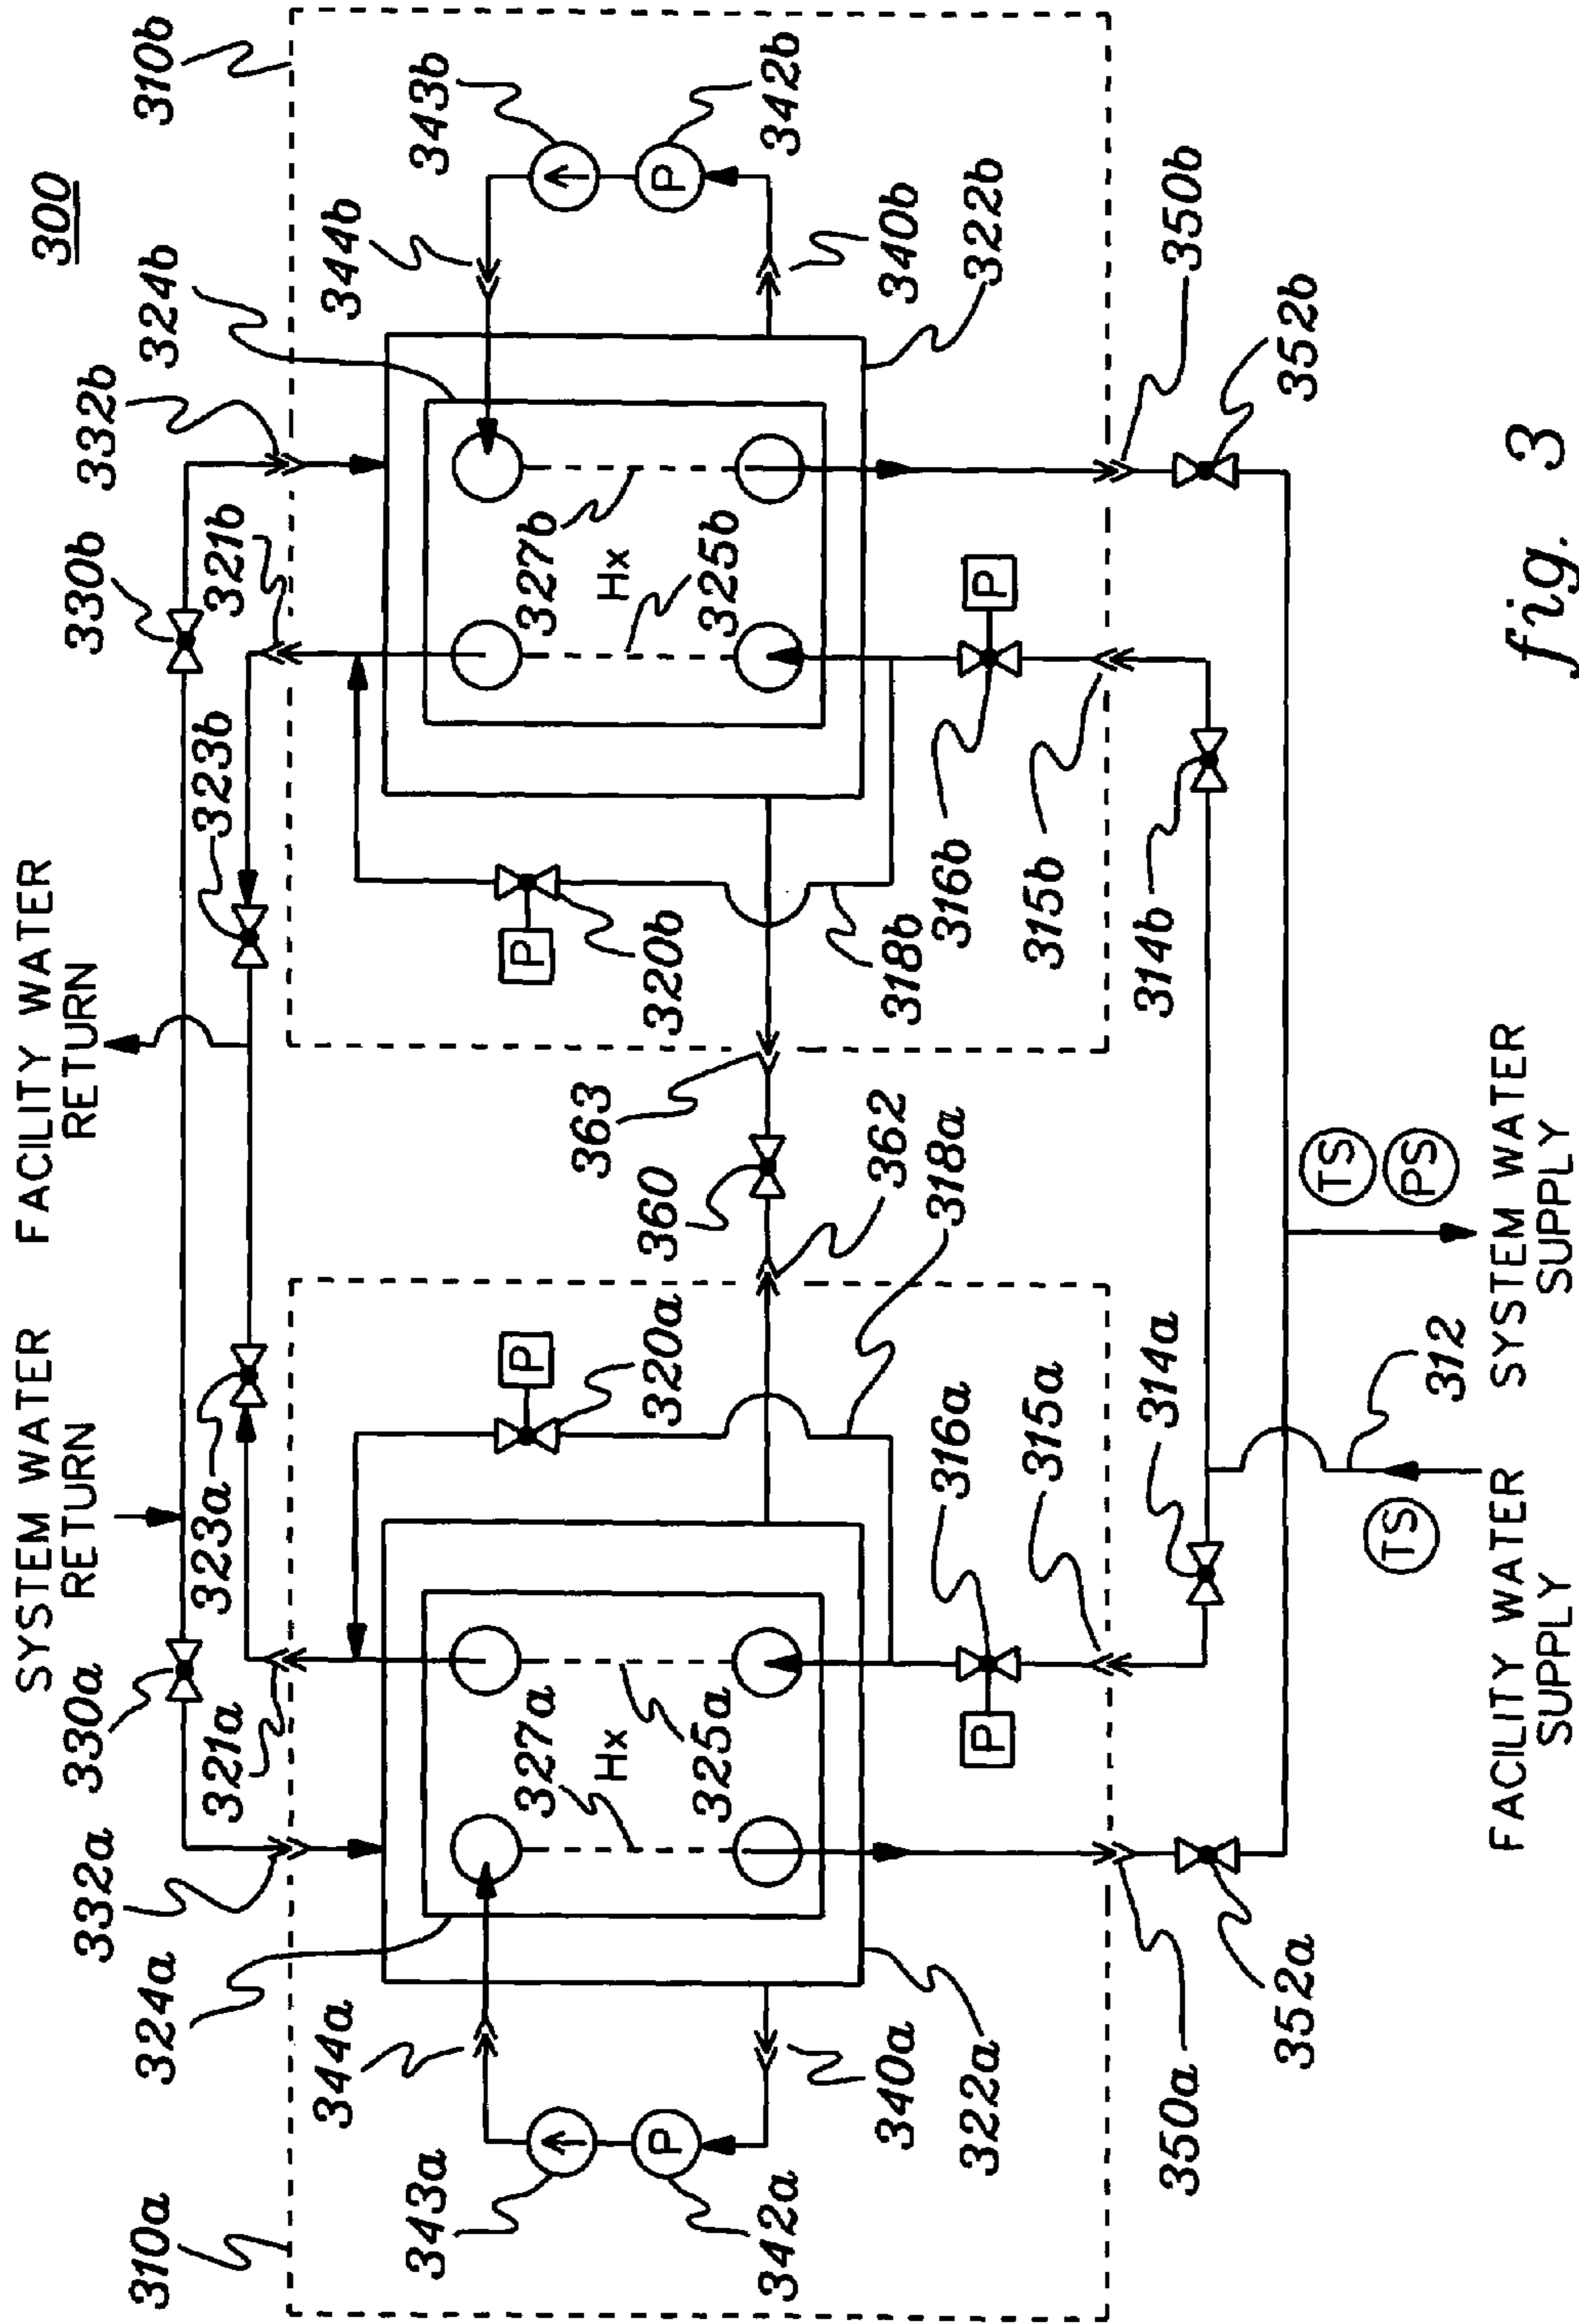 300
SYSTEM WATER
RETURN
FACILITY WATER
RETURN
310a
332a
330a
323a
323b
330b
332b
310b
324a
321a
321b
324b
344a
343a
342a
340a
322a
327a
Hx
325a
P
320a
318a
P
316a
315a
P
360
362
363
P
320b
318b
P
316b
315b
327b
Hx
325b
344b
343b
P
342b
340b
322b
350a
352a
314a
314b
350b
352b
TS
312
TS
PS
FACILITY WATER
SUPPLY
SYSTEM WATER
SUPPLY
fig. 3